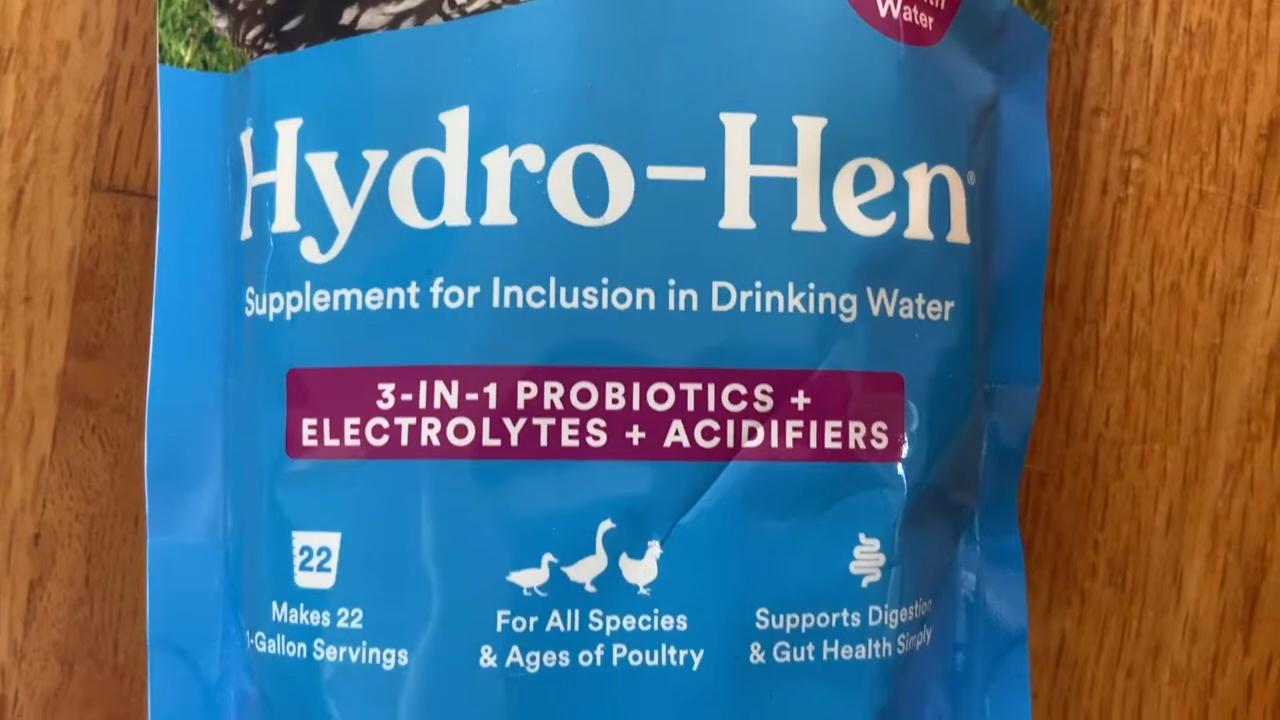 Water
Hydro-Hen®
Supplement for Inclusion in Drinking Water
3-IN-1 PROBIOTICS +
ELECTROLYTES + ACIDIFIERS
22
Makes 22
1-Gallon Servings
For All Species
& Ages of Poultry
Supports Digestion
& Gut Health Simply